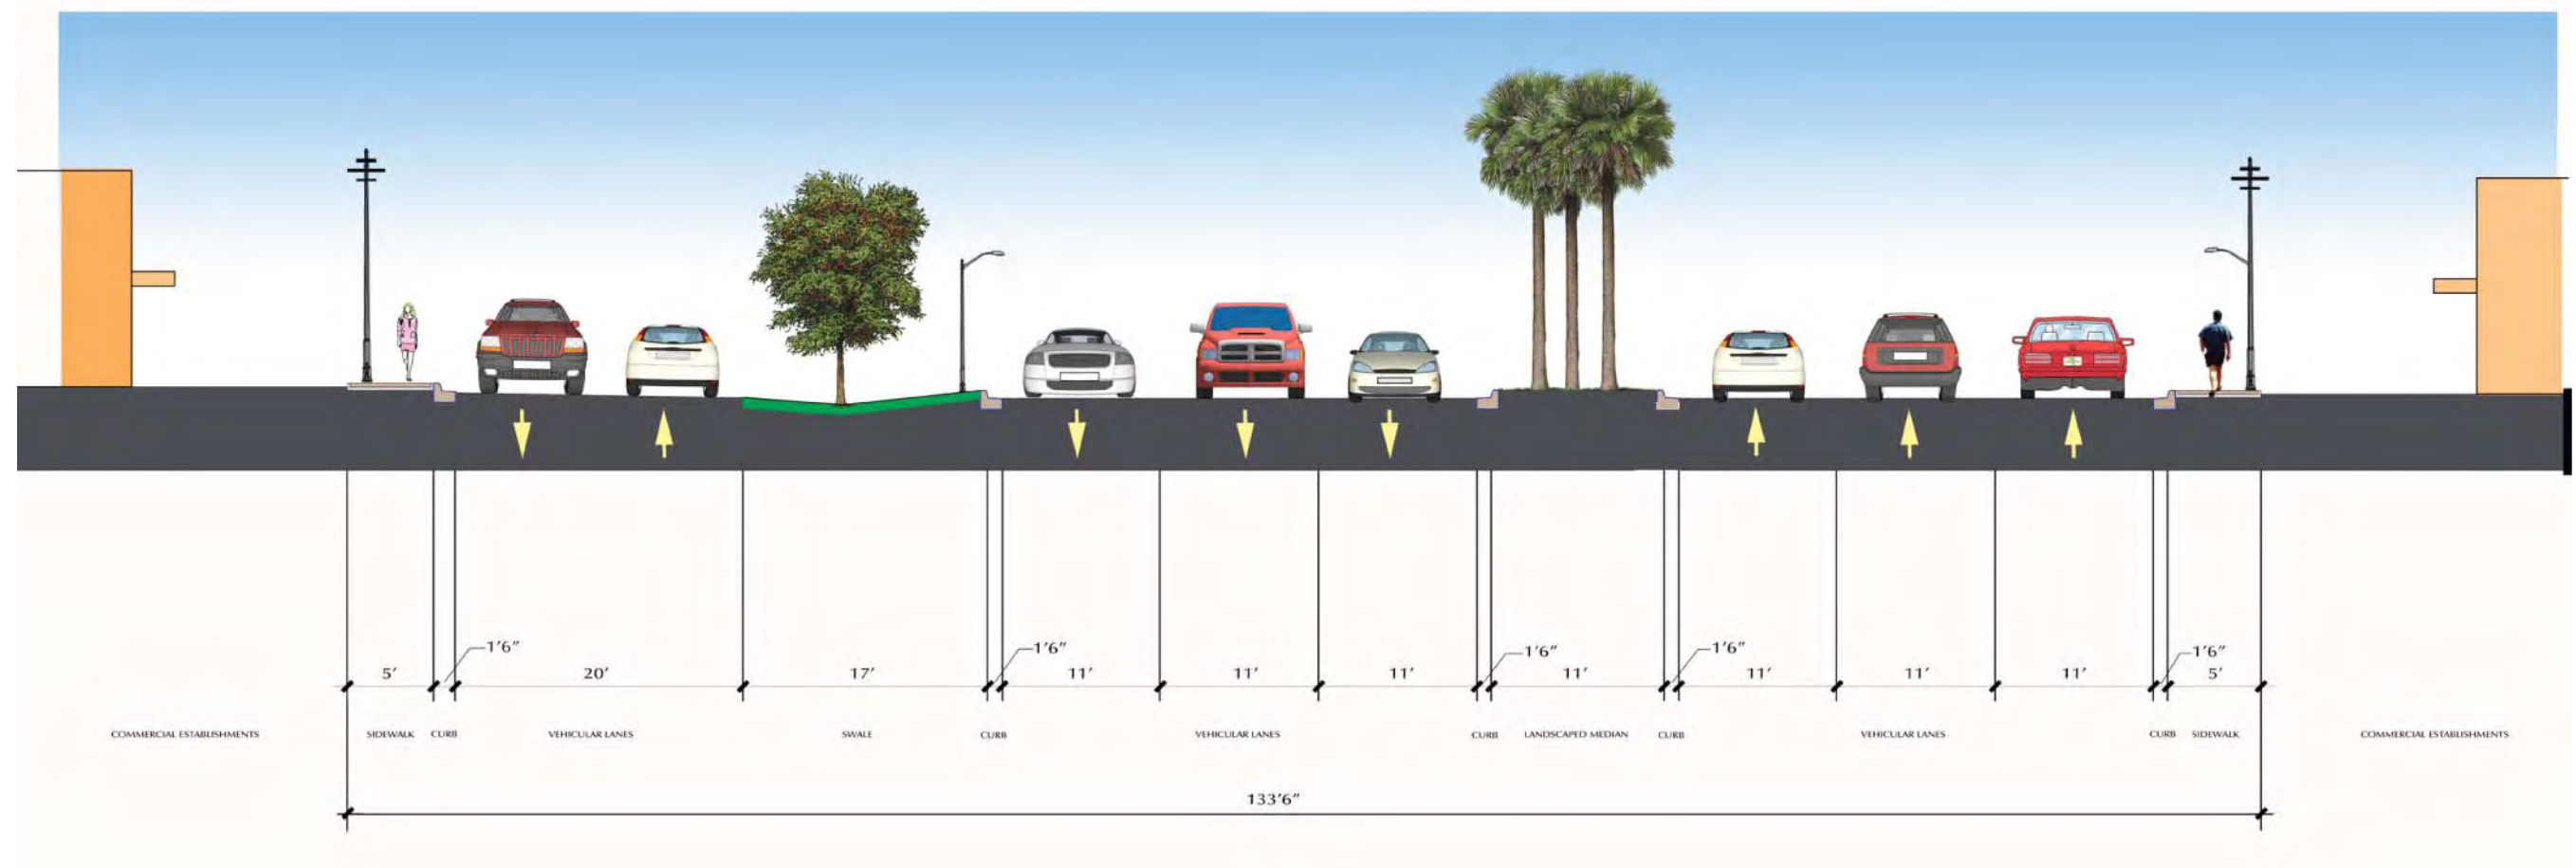 1'6" 1'6" 1'6" 1'6" 1'6"
5' 20' 17' 11' 11' 11' 11' 11' 11' 11' 5'
COMMERCIAL ESTABLISHMENTS SIDEWALK CURB VEHICULAR LANES SWALE CURB VEHICULAR LANES CURB LANDSCAPED MEDIAN CURB VEHICULAR LANES CURB SIDEWALK COMMERCIAL ESTABLISHMENTS
133'6"